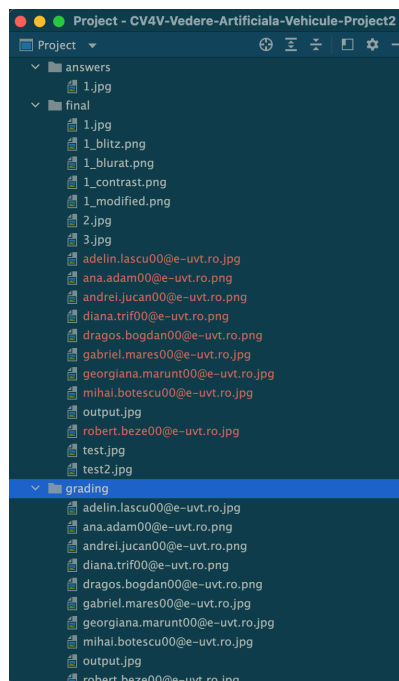 Project - CV4V-Vedere-Artificiala-Vehicule-Project2
Project
answers
1.jpg
final
1.jpg
1_blitz.png
1_blurat.png
1_contrast.png
1_modified.png
2.jpg
3.jpg
adelin.lascu00@e-uvt.ro.jpg
ana.adam00@e-uvt.ro.png
andrei.jucan00@e-uvt.ro.png
diana.trif00@e-uvt.ro.png
dragos.bogdan00@e-uvt.ro.png
gabriel.mares00@e-uvt.ro.jpg
georgiana.marunt00@e-uvt.ro.jpg
mihai.botescu00@e-uvt.ro.jpg
output.jpg
robert.beze00@e-uvt.ro.jpg
test.jpg
test2.jpg
grading
adelin.lascu00@e-uvt.ro.jpg
ana.adam00@e-uvt.ro.png
andrei.jucan00@e-uvt.ro.png
diana.trif00@e-uvt.ro.png
dragos.bogdan00@e-uvt.ro.png
gabriel.mares00@e-uvt.ro.jpg
georgiana.marunt00@e-uvt.ro.jpg
mihai.botescu00@e-uvt.ro.jpg
output.jpg
robert.beze00@e-uvt.ro.jpg